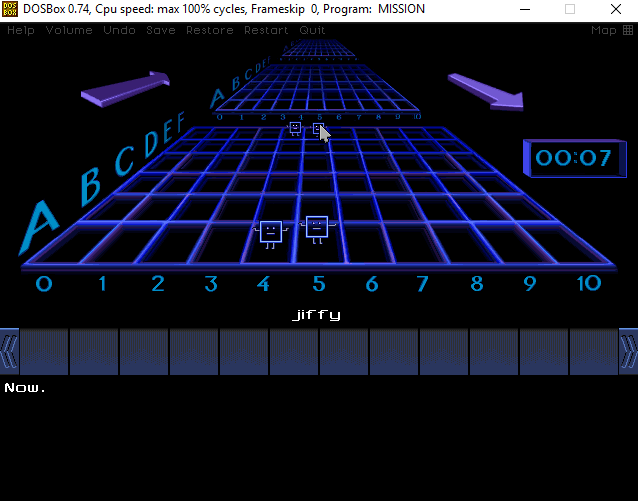 DOS BOX DOSBox 0.74, Cpu speed: max 100% cycles, Frameskip 0, Program: MISSION
Help Volume Undo Save Restore Restart Quit Map
A B C D E F
0 1 2 3 4 5 6 7 8 9 10
A B C D E F
00:07
0 1 2 3 4 5 6 7 8 9 10
jiffy
Now.